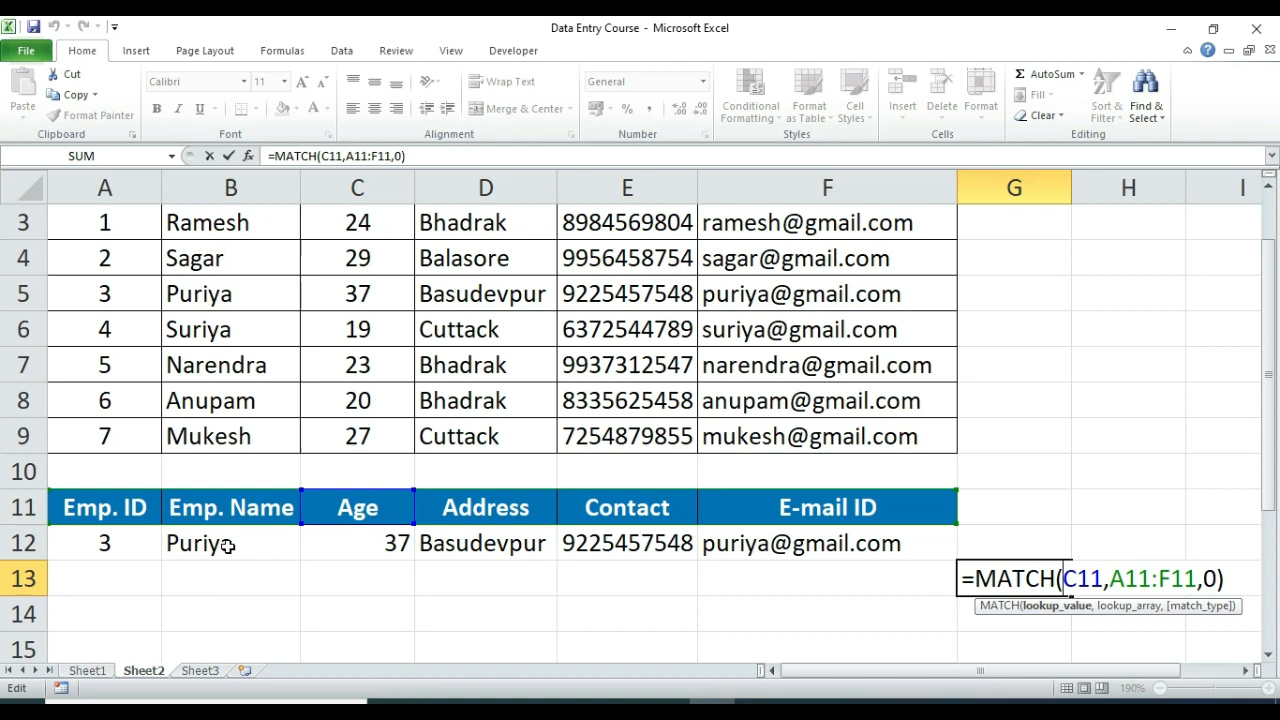 Data Entry Course - Microsoft Excel
File Home Insert Page Layout Formulas Data Review View Developer
Cut
Copy
Format Painter
Paste
Clipboard
Calibri 11
B I U
Font
Wrap Text
Merge & Center
Alignment
General
%
Number
Conditional Formatting
Format as Table
Cell Styles
Styles
Insert Delete Format
Cells
Σ AutoSum
Fill
Clear
Sort & Filter
Find & Select
Editing
SUM fx =MATCH(C11,A11:F11,0)
A B C D E F G H I
3 1 Ramesh 24 Bhadrak 8984569804 ramesh@gmail.com
4 2 Sagar 29 Balasore 9956458754 sagar@gmail.com
5 3 Puriya 37 Basudevpur 9225457548 puriya@gmail.com
6 4 Suriya 19 Cuttack 6372544789 suriya@gmail.com
7 5 Narendra 23 Bhadrak 9937312547 narendra@gmail.com
8 6 Anupam 20 Bhadrak 8335625458 anupam@gmail.com
9 7 Mukesh 27 Cuttack 7254879855 mukesh@gmail.com
10
11 Emp. ID Emp. Name Age Address Contact E-mail ID
12 3 Puriya 37 Basudevpur 9225457548 puriya@gmail.com
13 =MATCH(C11,A11:F11,0)
MATCH(lookup_value, lookup_array, [match_type])
14
15
Sheet1 Sheet2 Sheet3
Edit 190%